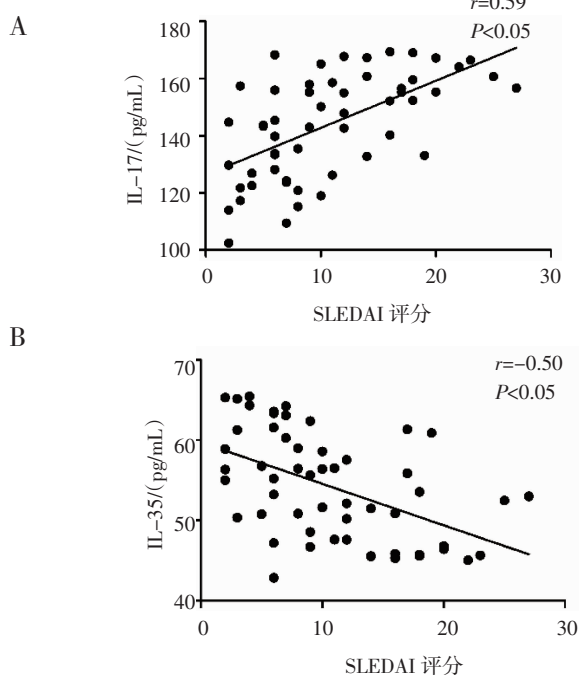 A
r=0.59
P<0.05
180
160
140
120
100
IL-17/(pg/mL)
0
10
20
30
SLEDAI 评分
B
r=-0.50
P<0.05
70
60
50
40
IL-35/(pg/mL)
0
10
20
30
SLEDAI 评分